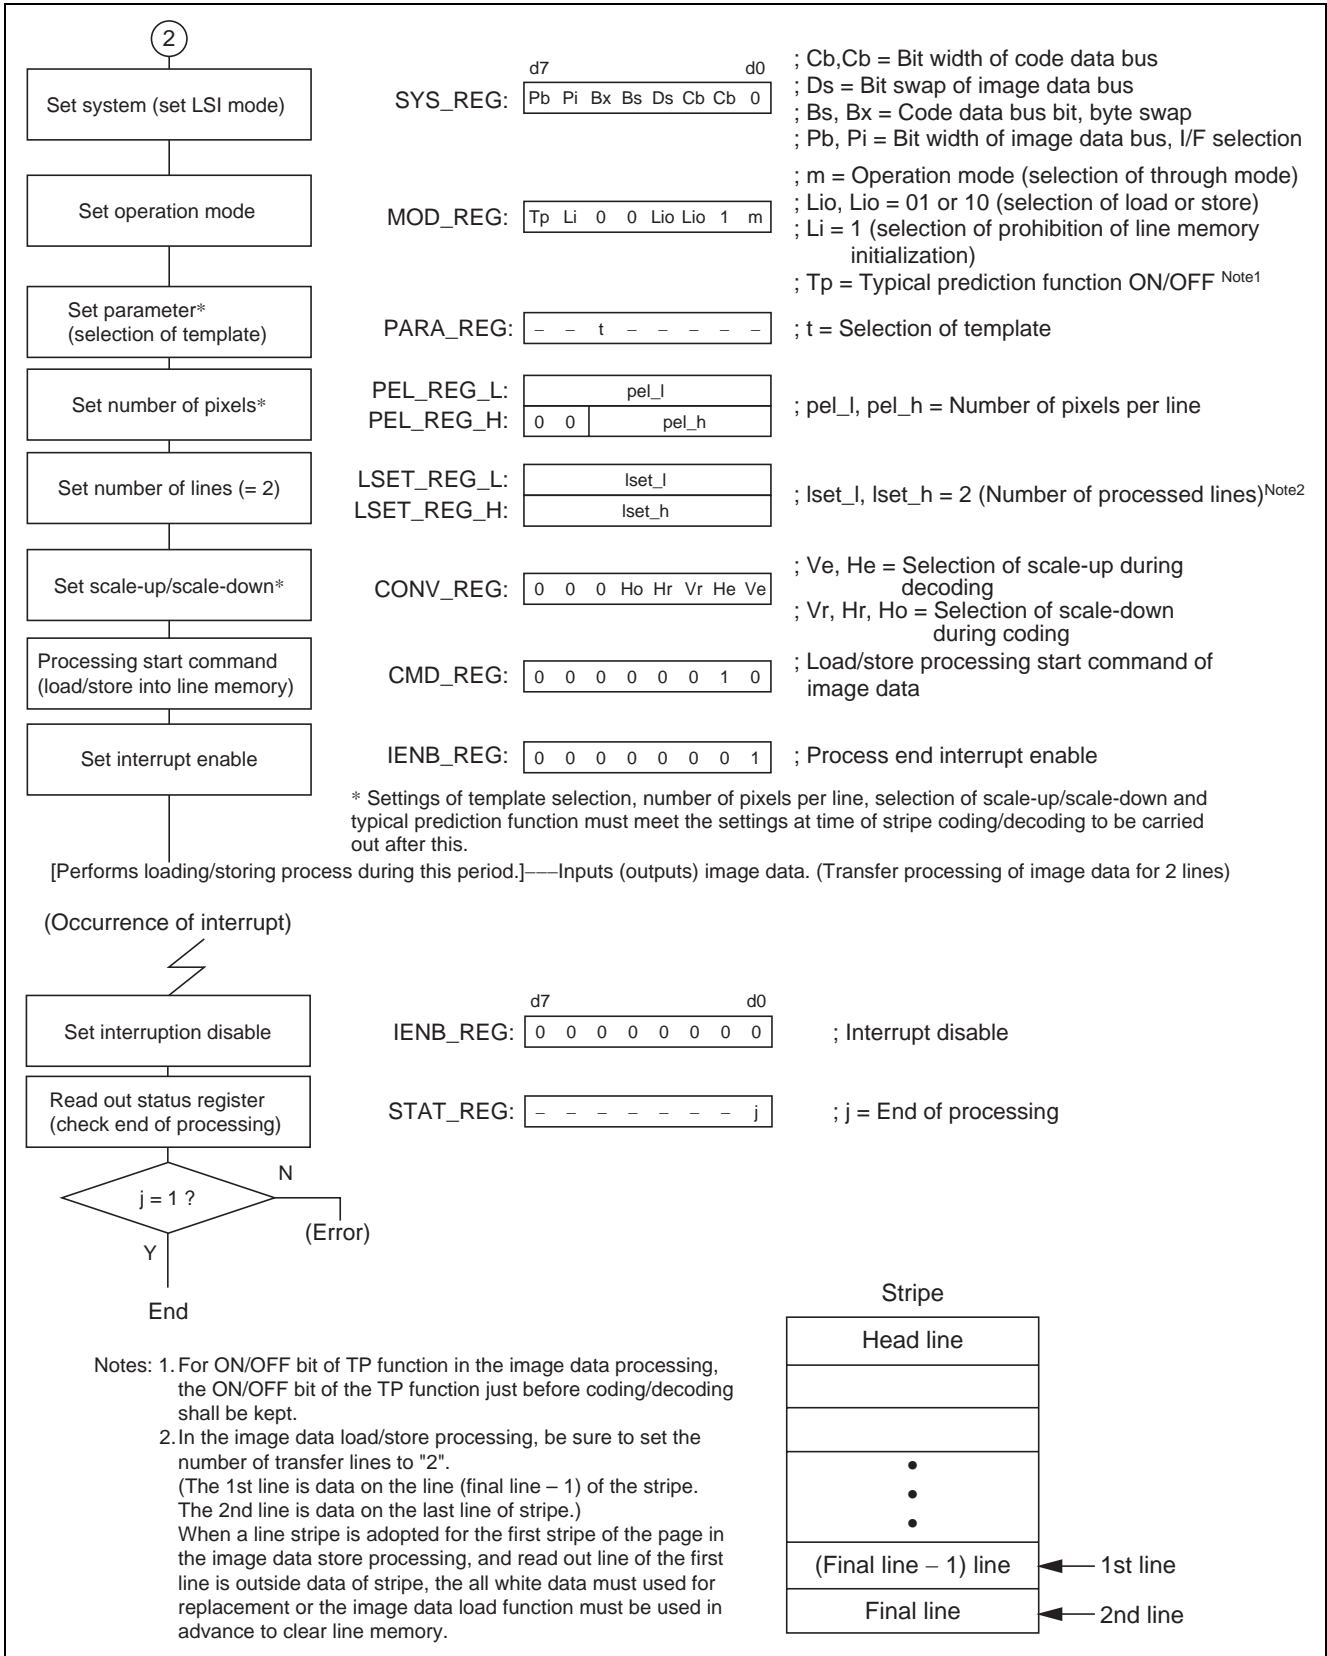 2
Set system (set LSI mode)
d7 d0
SYS_REG: Pb Pi Bx Bs Ds Cb Cb 0
; Cb,Cb = Bit width of code data bus
; Ds = Bit swap of image data bus
; Bs, Bx = Code data bus bit, byte swap
; Pb, Pi = Bit width of image data bus, I/F selection
Set operation mode
MOD_REG: Tp Li 0 0 Lio Lio 1 m
; m = Operation mode (selection of through mode)
; Lio, Lio = 01 or 10 (selection of load or store)
; Li = 1 (selection of prohibition of line memory
initialization)
; Tp = Typical prediction function ON/OFF Note1
Set parameter*
(selection of template)
PARA_REG: – – t – – – – –
; t = Selection of template
Set number of pixels*
PEL_REG_L: pel_l
PEL_REG_H: 0 0 pel_h
; pel_l, pel_h = Number of pixels per line
Set number of lines (= 2)
LSET_REG_L: lset_l
LSET_REG_H: lset_h
; lset_l, lset_h = 2 (Number of processed lines)Note2
Set scale-up/scale-down*
CONV_REG: 0 0 0 Ho Hr Vr He Ve
; Ve, He = Selection of scale-up during
decoding
; Vr, Hr, Ho = Selection of scale-down
during coding
Processing start command
(load/store into line memory)
CMD_REG: 0 0 0 0 0 0 1 0
; Load/store processing start command of
image data
Set interrupt enable
IENB_REG: 0 0 0 0 0 0 0 1
; Process end interrupt enable
* Settings of template selection, number of pixels per line, selection of scale-up/scale-down and
typical prediction function must meet the settings at time of stripe coding/decoding to be carried
out after this.
[Performs loading/storing process during this period.]–––Inputs (outputs) image data. (Transfer processing of image data for 2 lines)
(Occurrence of interrupt)
Set interruption disable
d7 d0
IENB_REG: 0 0 0 0 0 0 0 0
; Interrupt disable
Read out status register
(check end of processing)
STAT_REG: – – – – – – – j
; j = End of processing
j = 1 ?
N
(Error)
Y
End
Notes: 1. For ON/OFF bit of TP function in the image data processing,
the ON/OFF bit of the TP function just before coding/decoding
shall be kept.
2. In the image data load/store processing, be sure to set the
number of transfer lines to "2".
(The 1st line is data on the line (final line – 1) of the stripe.
The 2nd line is data on the last line of stripe.)
When a line stripe is adopted for the first stripe of the page in
the image data store processing, and read out line of the first
line is outside data of stripe, the all white data must used for
replacement or the image data load function must be used in
advance to clear line memory.
Stripe
Head line
•
•
•
(Final line – 1) line
1st line
Final line
2nd line